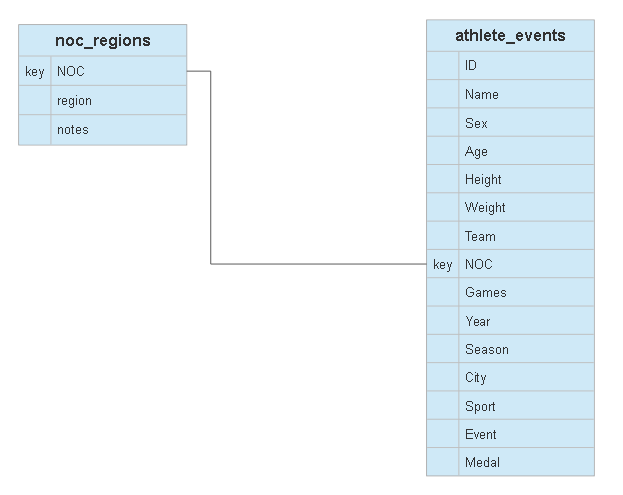 noc_regions
key NOC
region
notes
athlete_events
ID
Name
Sex
Age
Height
Weight
Team
key NOC
Games
Year
Season
City
Sport
Event
Medal